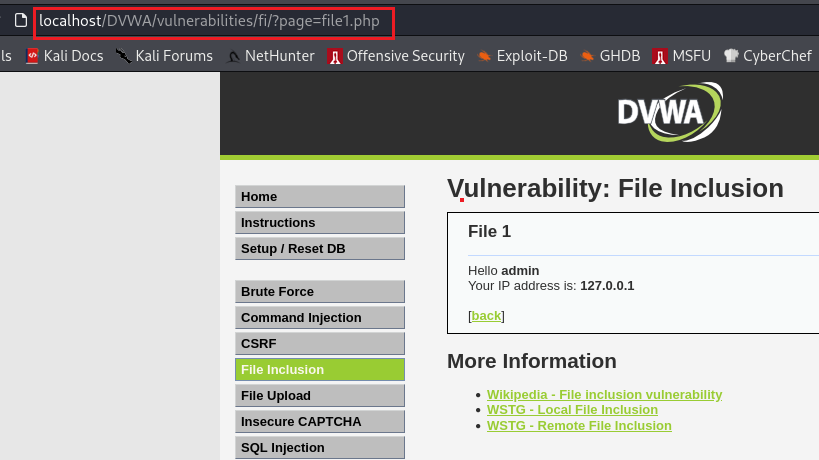 localhost/DVWA/vulnerabilities/fi/?page=file1.php
ls Kali Docs Kali Forums NetHunter Offensive Security Exploit-DB GHDB MSFU CyberChef
DVWA
Home
Instructions
Setup / Reset DB
Brute Force
Command Injection
CSRF
File Inclusion
File Upload
Insecure CAPTCHA
SQL Injection
Vulnerability: File Inclusion
File 1
Hello admin
Your IP address is: 127.0.0.1
[back]
More Information
• Wikipedia - File inclusion vulnerability
• WSTG - Local File Inclusion
• WSTG - Remote File Inclusion